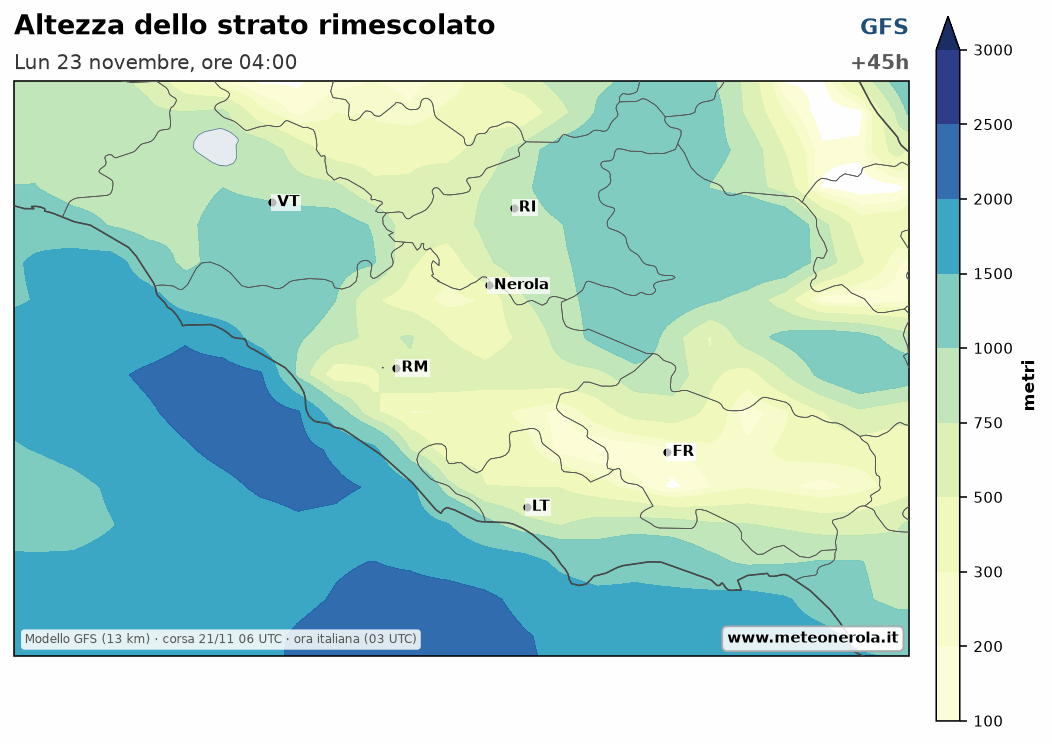 Altezza dello strato rimescolato
GFS
Lun 23 novembre, ore 04:00
+45h
3000
2500
2000
1500
1000
750
500
300
200
100
metri
VT
RI
Nerola
RM
FR
LT
Modello GFS (13 km) · corsa 21/11 06 UTC · ora italiana (03 UTC)
www.meteonerola.it